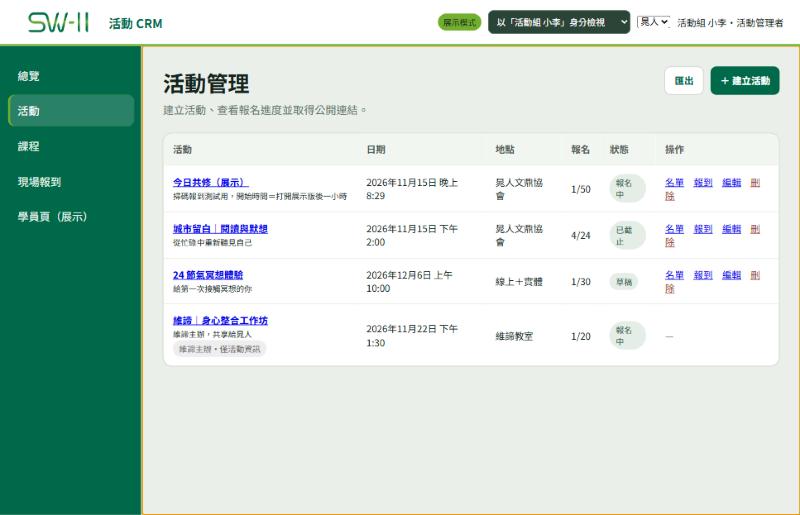 SW-II 活動 CRM 展示模式 以「活動組 小李」身分檢視 晃人 活動組 小李・活動管理者
總覽
活動
課程
現場報到
學員頁（展示）
活動管理
匯出 ＋ 建立活動
建立活動、查看報名進度並取得公開連結。
活動 日期 地點 報名 狀態 操作
今日共修（展示）
掃碼報到測試用，開始時間＝打開展示版後一小時
2026年11月15日 晚上
8:29
晃人文鼎協
會
1/50
報名
中
名單 報到 編輯 刪
除
城市留白｜閱讀與默想
從忙碌中重新聽見自己
2026年11月15日 下午
2:00
晃人文鼎協
會
4/24
已截
止
名單 報到 編輯 刪
除
24 節氣冥想體驗
給第一次接觸冥想的你
2026年12月6日 上午
10:00
線上＋實體
1/30
草稿
名單 報到 編輯 刪
除
維諦｜身心整合工作坊
維諦主辦，共享給晃人
維諦主辦・僅活動資訊
2026年11月22日 下午
1:30
維諦教室
1/20
報名
中
—